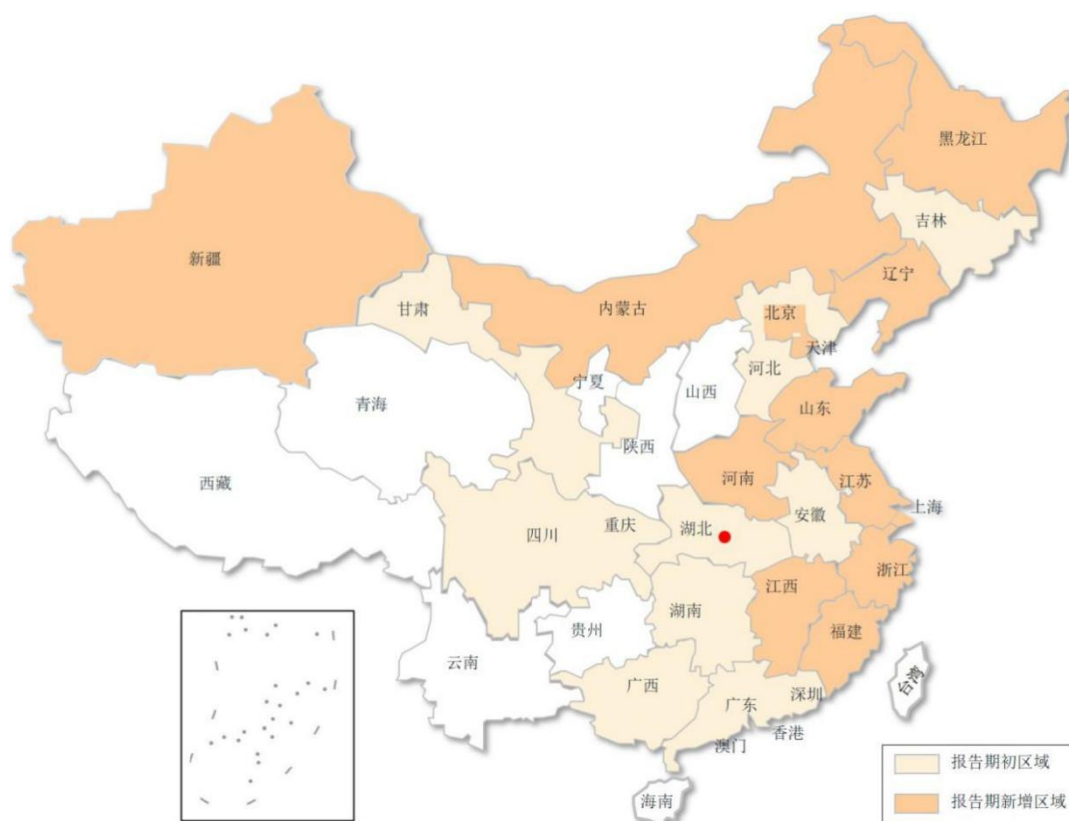 黑龙江
吉林
新疆
辽宁
甘肃
内蒙古
北京
天津
河北
宁夏
山西
青海
山东
陕西
西藏
河南
江苏
上海
安徽
重庆
湖北
四川
浙江
江西
湖南
贵州
福建
云南
台湾
广西
广东
深圳
香港
澳门
报告期初区域
海南
报告期新增区域